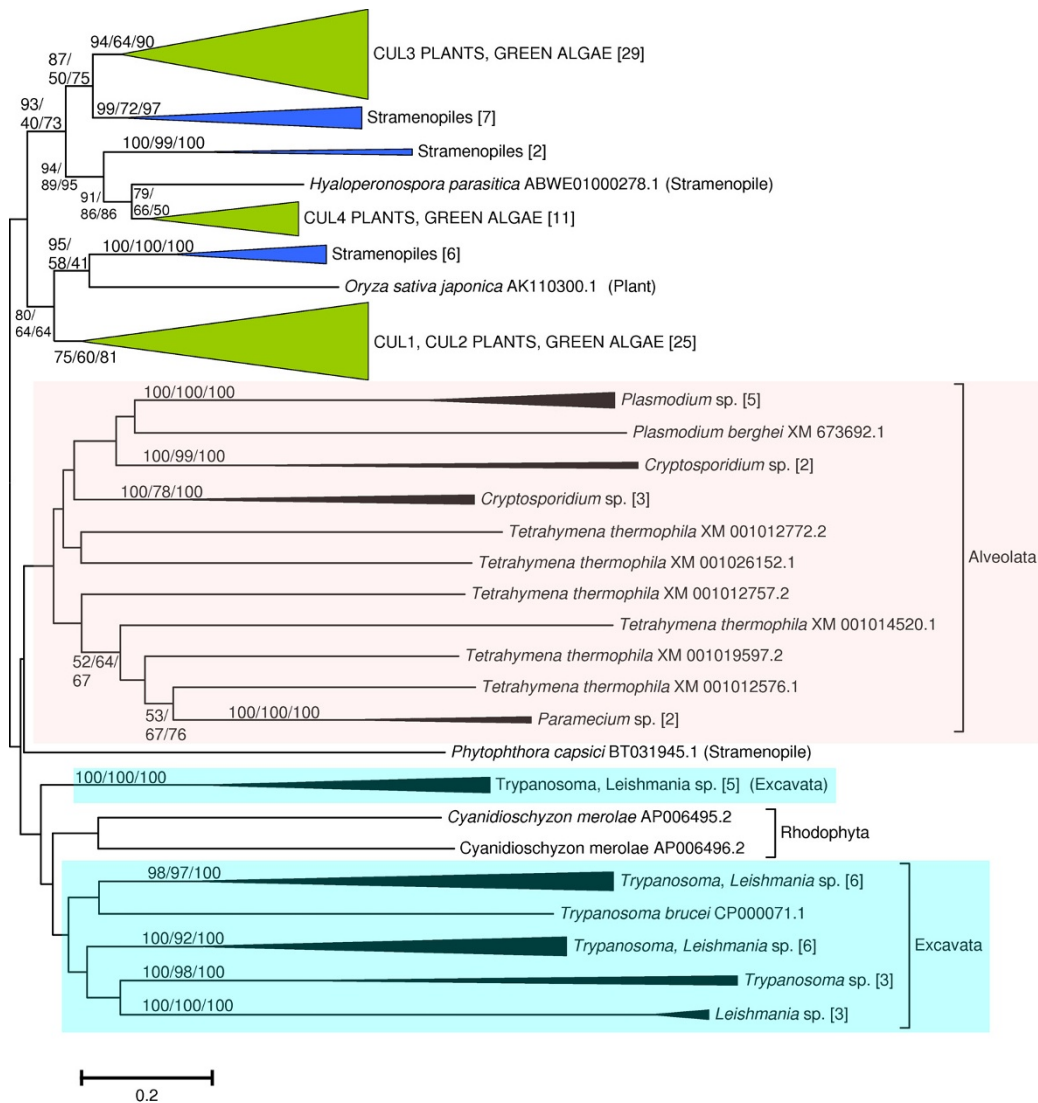 94/64/90
CUL3 PLANTS, GREEN ALGAE [29]
87/
50/75
99/72/97
Stramenopiles [7]
93/
40/73
100/99/100
Stramenopiles [2]
94/
89/95
Hyaloperonospora parasitica ABWE01000278.1 (Stramenopile)
91/
86/86
79/
66/50
CUL4 PLANTS, GREEN ALGAE [11]
95/
58/41
100/100/100
Stramenopiles [6]
Oryza sativa japonica AK110300.1 (Plant)
80/
64/64
CUL1, CUL2 PLANTS, GREEN ALGAE [25]
75/60/81
100/100/100
Plasmodium sp. [5]
Plasmodium berghei XM 673692.1
100/99/100
Cryptosporidium sp. [2]
100/78/100
Cryptosporidium sp. [3]
Tetrahymena thermophila XM 001012772.2
Alveolata
Tetrahymena thermophila XM 001026152.1
Tetrahymena thermophila XM 001012757.2
Tetrahymena thermophila XM 001014520.1
52/64/
67
Tetrahymena thermophila XM 001019597.2
Tetrahymena thermophila XM 001012576.1
53/
67/76
100/100/100
Paramecium sp. [2]
Phytophthora capsici BT031945.1 (Stramenopile)
100/100/100
Trypanosoma, Leishmania sp. [5] (Excavata)
Cyanidioschyzon merolae AP006495.2
Rhodophyta
Cyanidioschyzon merolae AP006496.2
98/97/100
Trypanosoma, Leishmania sp. [6]
Trypanosoma brucei CP000071.1
100/92/100
Trypanosoma, Leishmania sp. [6]
Excavata
100/98/100
Trypanosoma sp. [3]
100/100/100
Leishmania sp. [3]
0.2